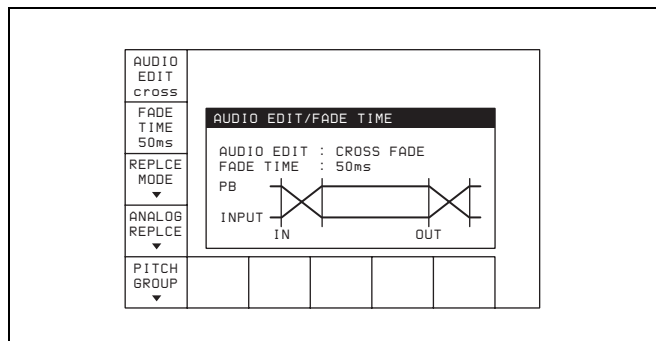 AUDIO
EDIT
cross
FADE
TIME
50ms
REPLCE
MODE
ANALOG
REPLCE
PITCH
GROUP
AUDIO EDIT/FADE TIME
AUDIO EDIT : CROSS FADE
FADE TIME : 50ms
PB
INPUT
IN OUT